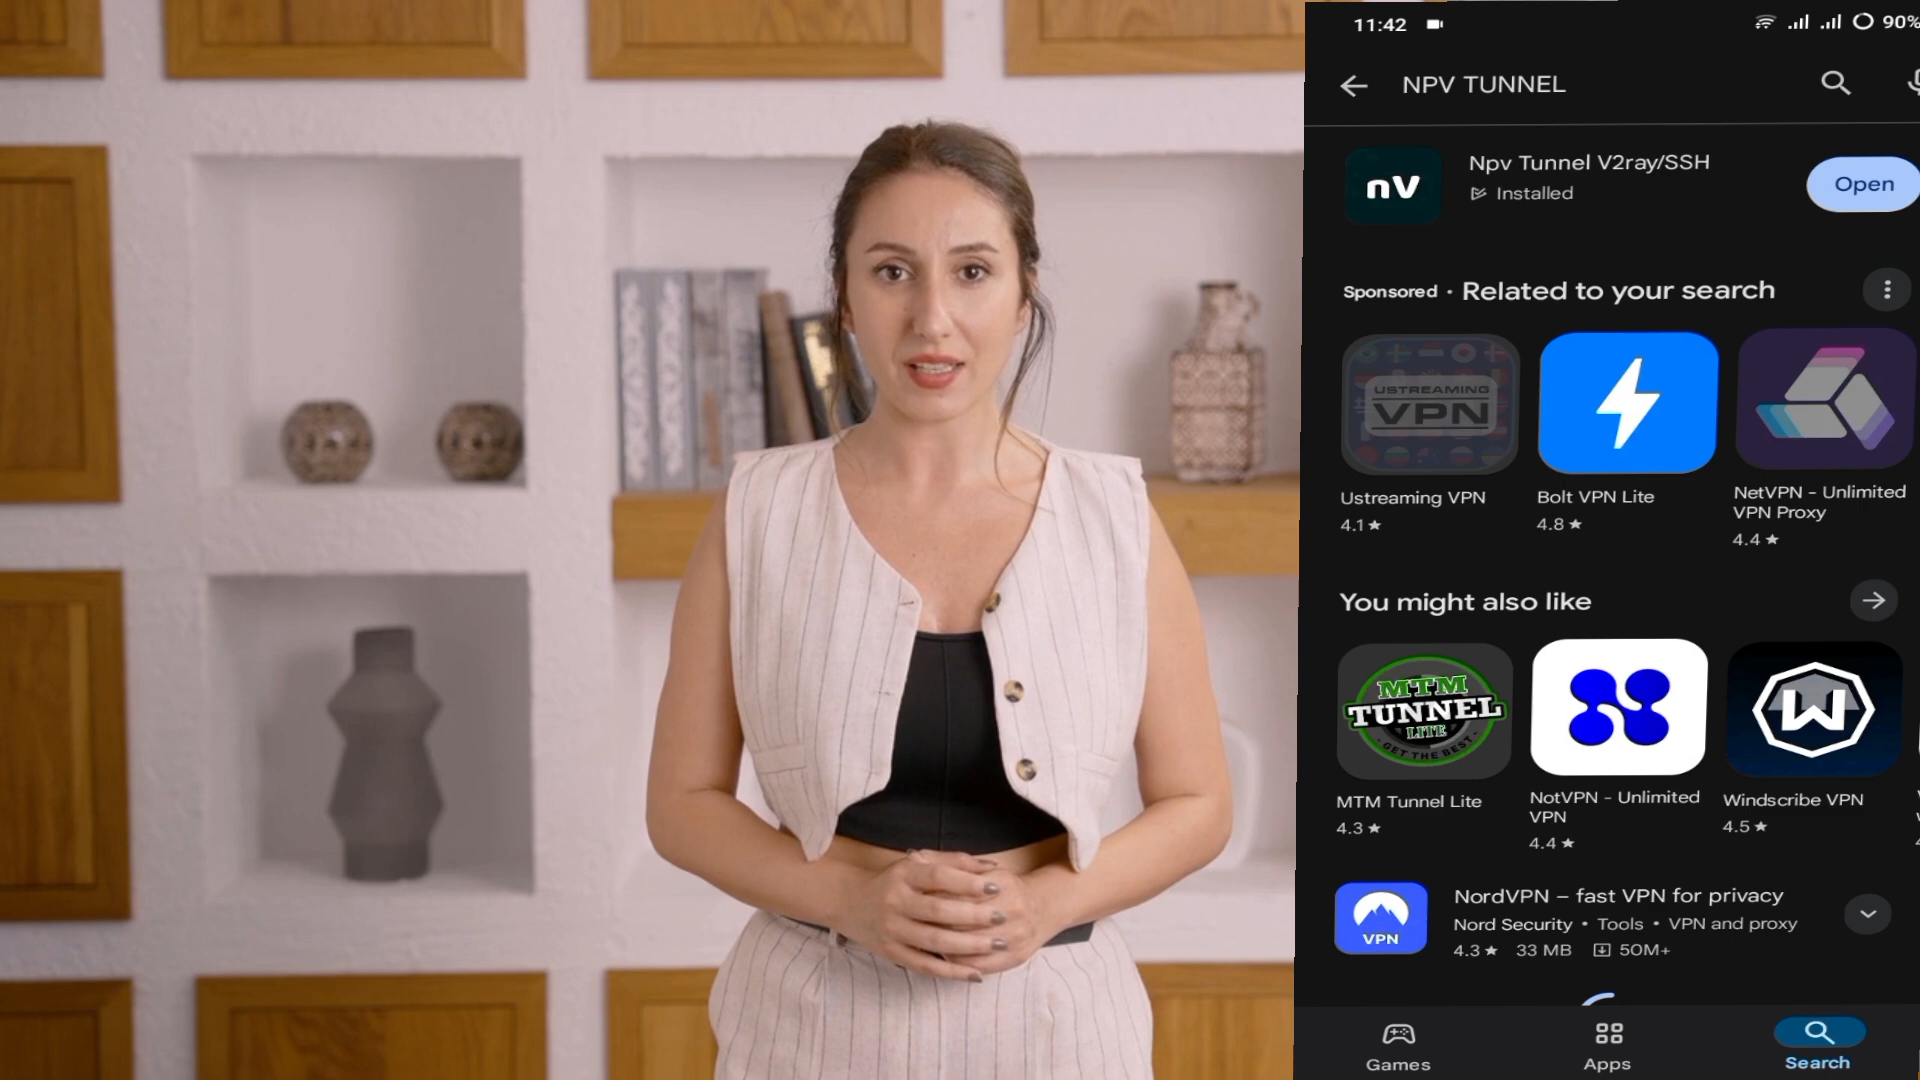 11:42
90%
NPV TUNNEL
nV
Npv Tunnel V2ray/SSH
Installed
Open
Sponsored • Related to your search
USTREAMING
VPN
Ustreaming VPN
4.1★
Bolt VPN Lite
4.8★
NetVPN - Unlimited
VPN Proxy
4.4★
You might also like
MTM
TUNNEL
LITE
- GET THE BEST -
MTM Tunnel Lite
4.3★
NotVPN - Unlimited
VPN
4.4★
W
Windscribe VPN
4.5★
VPN
NordVPN – fast VPN for privacy
Nord Security • Tools • VPN and proxy
4.3★ 33 MB 50M+
Games
Apps
Search